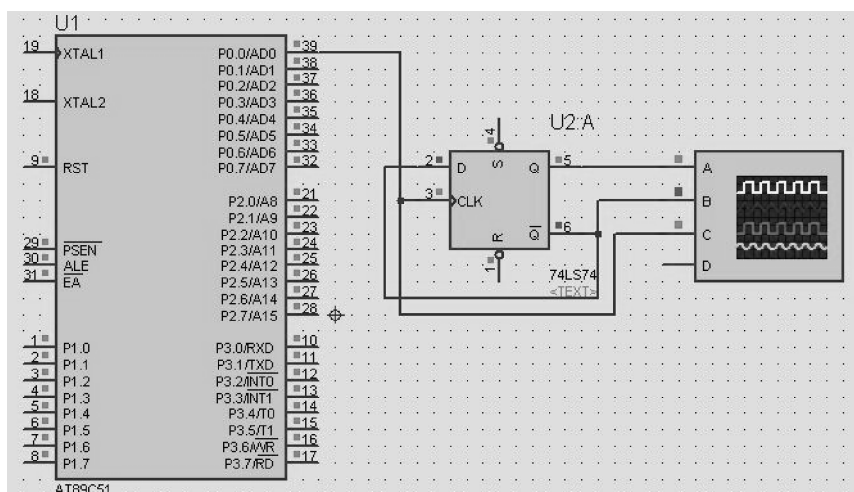 U1
19 XTAL1
18 XTAL2
9 RST
29 PSEN
30 ALE
31 EA
1 P1.0
2 P1.1
3 P1.2
4 P1.3
5 P1.4
6 P1.5
7 P1.6
8 P1.7
P0.0/AD0 39
P0.1/AD1 38
P0.2/AD2 37
P0.3/AD3 36
P0.4/AD4 35
P0.5/AD5 34
P0.6/AD6 33
P0.7/AD7 32
P2.0/A8 21
P2.1/A9 22
P2.2/A10 23
P2.3/A11 24
P2.4/A12 25
P2.5/A13 26
P2.6/A14 27
P2.7/A15 28
P3.0/RXD 10
P3.1/TXD 11
P3.2/INT0 12
P3.3/INT1 13
P3.4/T0 14
P3.5/T1 15
P3.6/WR 16
P3.7/RD 17
AT89C51
U2:A
4 S
2 D Q 5
3 CLK
Q 6
R 1
74LS74
<TEXT>
A
B
C
D